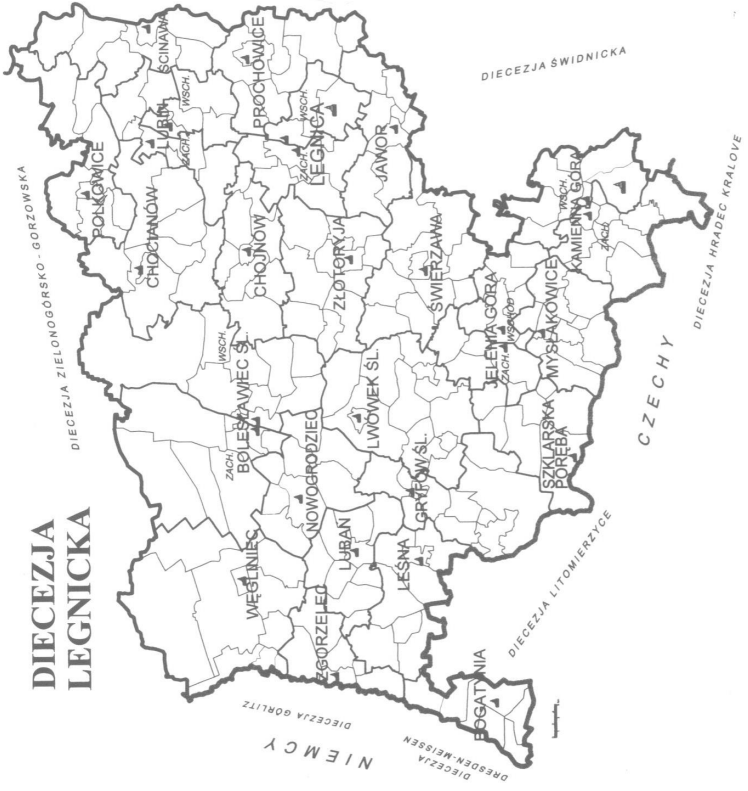 DIECEZJA
LEGNICKA
DIECEZJA ZIELONOGÓRSKO - GORZOWSKA
POLKOWICE
CHOCIANÓW
LUBIN
ZACH.
WSCH.
ŚCINAWA
PROCHOWICE
CHOJNÓW
LEGNICA
ZACH.
WSCH.
JAWOR
ZŁOTORYJA
ŚWIERZAWA
BOLESŁAWIEC ŚL.
ZACH.
WSCH.
NOWOGRODZIEC
LWÓWEK ŚL.
WĘGLINIEC
ZGORZELEC
LUBAŃ
LEŚNA
GRYFÓW ŚL.
JELENIA GÓRA
ZACH.
WSCHÓD
MYSŁAKOWICE
KAMIENNA GÓRA
WSCH.
ZACH.
SZKLARSKA
PORĘBA
BOGATYNIA
DIECEZJA ŚWIDNICKA
DIECEZJA HRADEC KRALOVE
CZECHY
DIECEZJA LITOMIERZYCE
DIECEZJA GÖRLITZ
NIEMCY
DIECEZJA
DRESDEN-MEISSEN